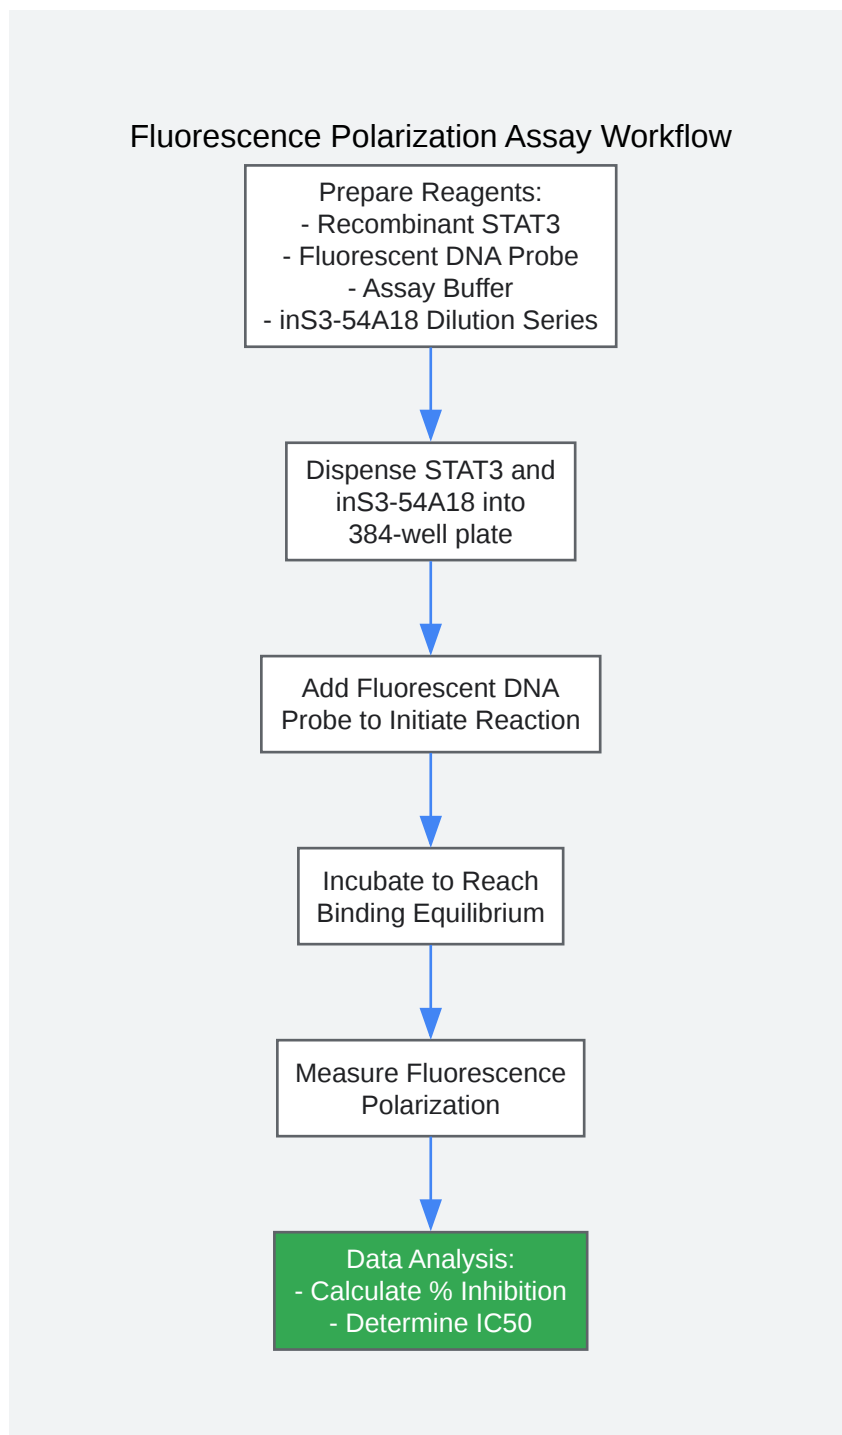 Fluorescence Polarization Assay Workflow
Prepare Reagents:
- Recombinant STAT3
- Fluorescent DNA Probe
- Assay Buffer
- inS3-54A18 Dilution Series
Dispense STAT3 and
inS3-54A18 into
384-well plate
Add Fluorescent DNA
Probe to Initiate Reaction
Incubate to Reach
Binding Equilibrium
Measure Fluorescence
Polarization
Data Analysis:
- Calculate % Inhibition
- Determine IC50